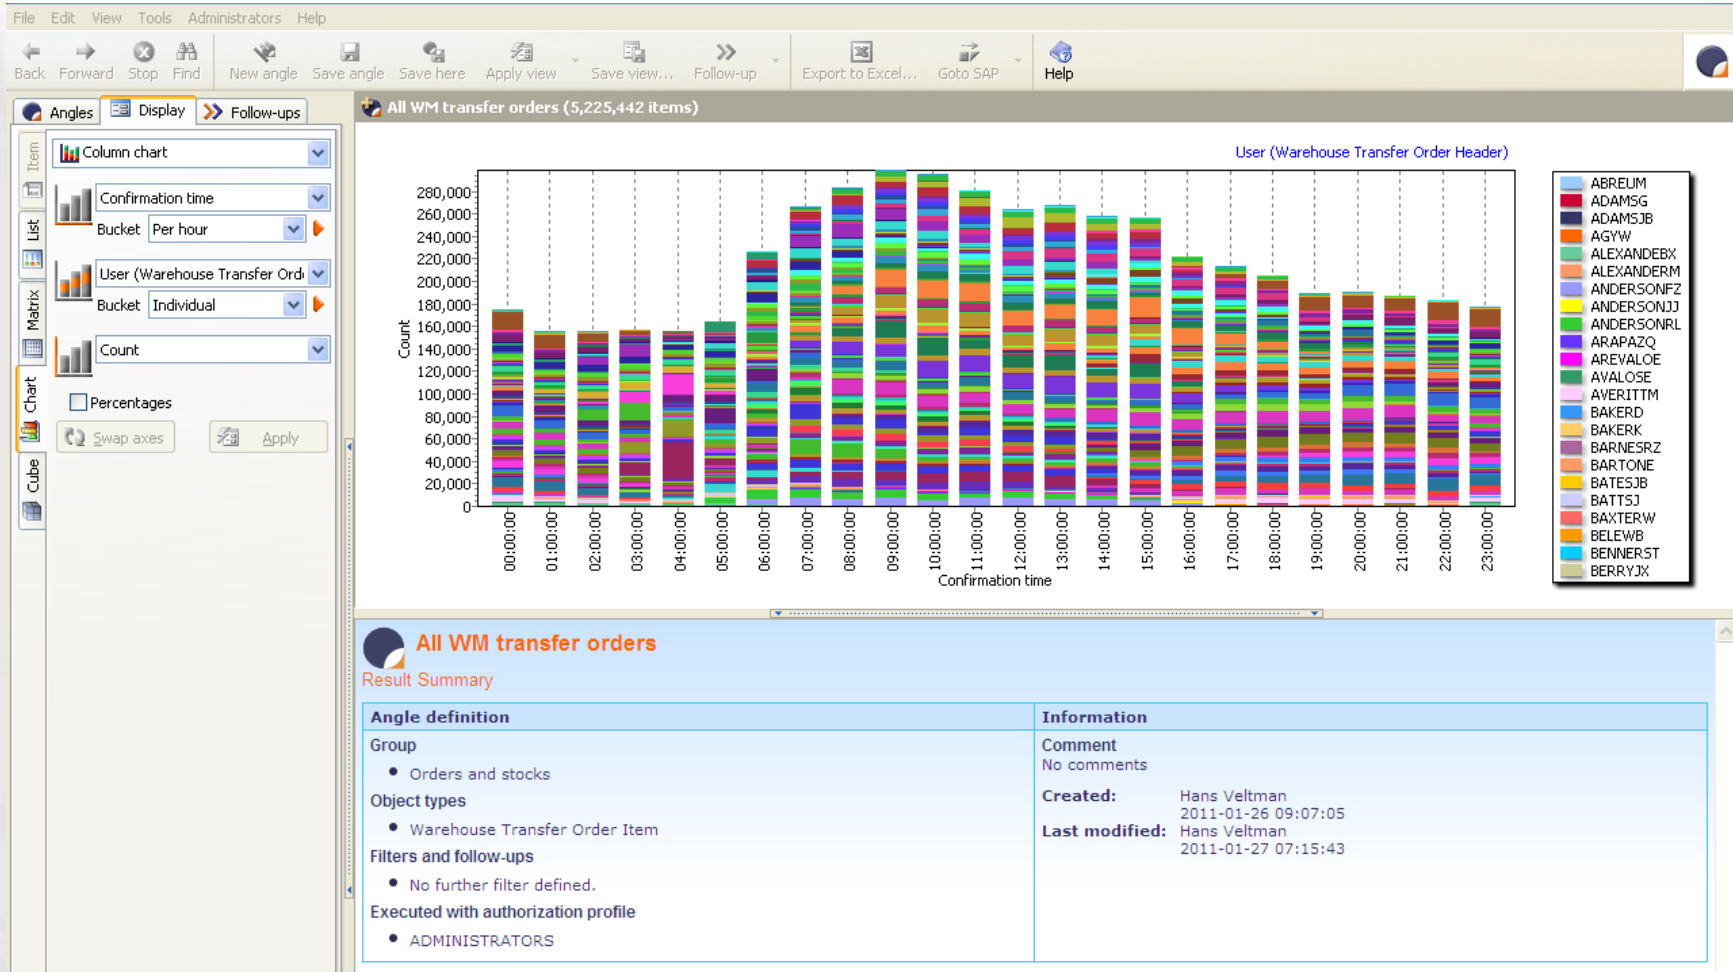 File Edit View Tools Administrators Help
Back Forward Stop Find New angle Save angle Save here Apply view Save view... Follow-up Export to Excel... Goto SAP Help
Angles Display Follow-ups
All WM transfer orders (5,225,442 items)
Item
List
Matrix
Chart
Cube
Column chart
Confirmation time
Bucket Per hour
User (Warehouse Transfer Ord
Bucket Individual
Count
Percentages
Swap axes Apply
User (Warehouse Transfer Order Header)
Count
280,000
260,000
240,000
220,000
200,000
180,000
160,000
140,000
120,000
100,000
80,000
60,000
40,000
20,000
0
00:00:00 01:00:00 02:00:00 03:00:00 04:00:00 05:00:00 06:00:00 07:00:00 08:00:00 09:00:00 10:00:00 11:00:00 12:00:00 13:00:00 14:00:00 15:00:00 16:00:00 17:00:00 18:00:00 19:00:00 20:00:00 21:00:00 22:00:00 23:00:00
Confirmation time
ABREUM
ADAMSG
ADAMSJB
AGYW
ALEXANDEBX
ALEXANDERM
ANDERSONFZ
ANDERSONJJ
ANDERSONRL
ARAPAZQ
AREVALOE
AVALOSE
AVERITTM
BAKERD
BAKERK
BARNESRZ
BARTONE
BATESJB
BATTSJ
BAXTERW
BELEWB
BENNERST
BERRYJX
All WM transfer orders
Result Summary
Angle definition
Group
• Orders and stocks
Object types
• Warehouse Transfer Order Item
Filters and follow-ups
• No further filter defined.
Executed with authorization profile
• ADMINISTRATORS
Information
Comment
No comments
Created: Hans Veltman
2011-01-26 09:07:05
Last modified: Hans Veltman
2011-01-27 07:15:43